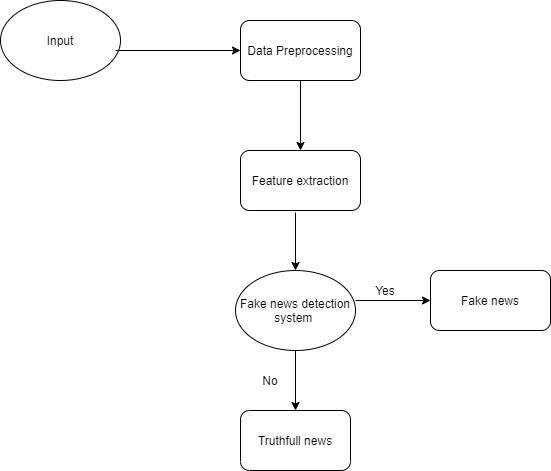 Input
Data Preprocessing
Feature extraction
Fake news detection
system
Yes
Fake news
No
Truthfull news